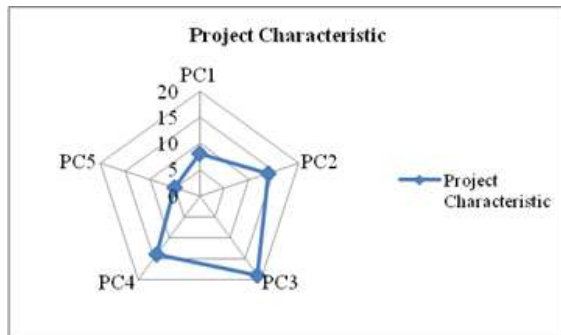 Project Characteristic
PC1
20
15
10
5
0
PC5
PC2
PC4
PC3
Project
Characteristic